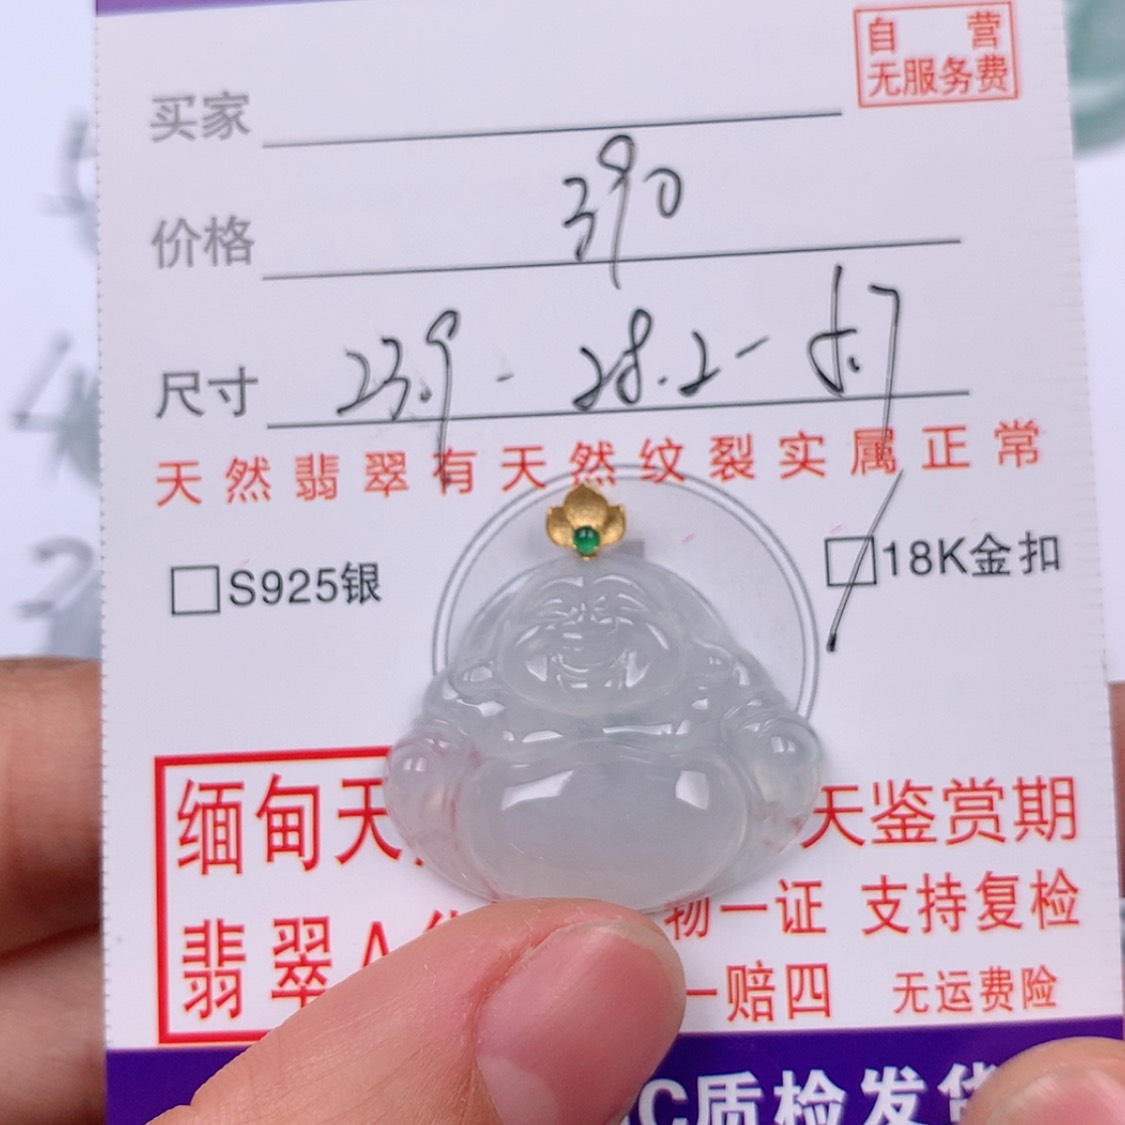 自 营
无服务费
买家
价格 390
尺寸 23.9 - 28.2 - 5.7
天然翡翠有天然纹裂实属正常
S925银 18K金扣
缅甸天 天鉴赏期
翡翠A 物一证 支持复检
一赔四 无运费险
C质检发货